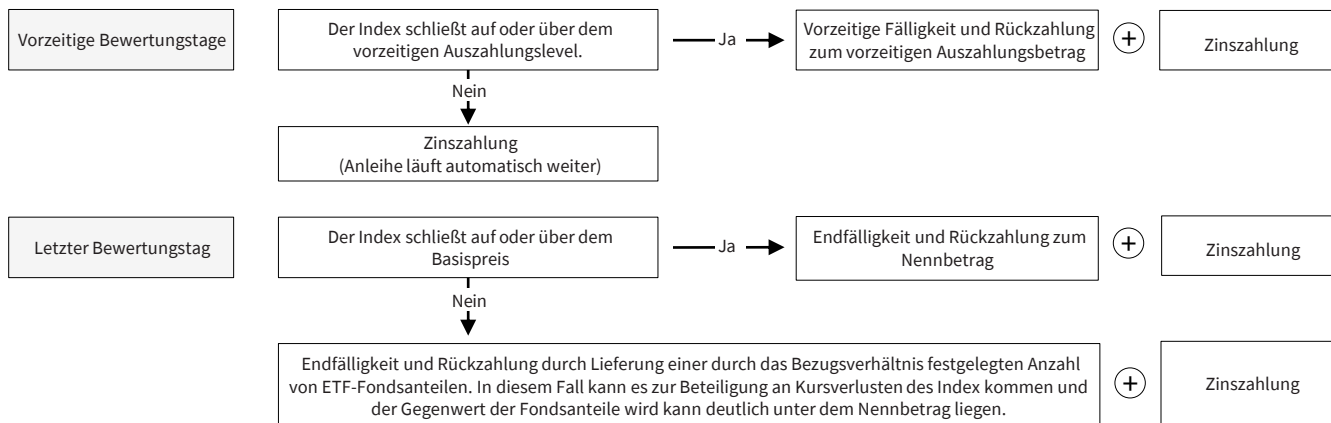 Vorzeitige Bewertungstage
Der Index schließt auf oder über dem
vorzeitigen Auszahlungslevel.
Ja
Vorzeitige Fälligkeit und Rückzahlung
zum vorzeitigen Auszahlungsbetrag
+
Zinszahlung
Nein
Zinszahlung
(Anleihe läuft automatisch weiter)
Letzter Bewertungstag
Der Index schließt auf oder über dem
Basispreis
Ja
Endfälligkeit und Rückzahlung zum
Nennbetrag
+
Zinszahlung
Nein
Endfälligkeit und Rückzahlung durch Lieferung einer durch das Bezugsverhältnis festgelegten Anzahl
von ETF-Fondsanteilen. In diesem Fall kann es zur Beteiligung an Kursverlusten des Index kommen und
der Gegenwert der Fondsanteile wird kann deutlich unter dem Nennbetrag liegen.
+
Zinszahlung